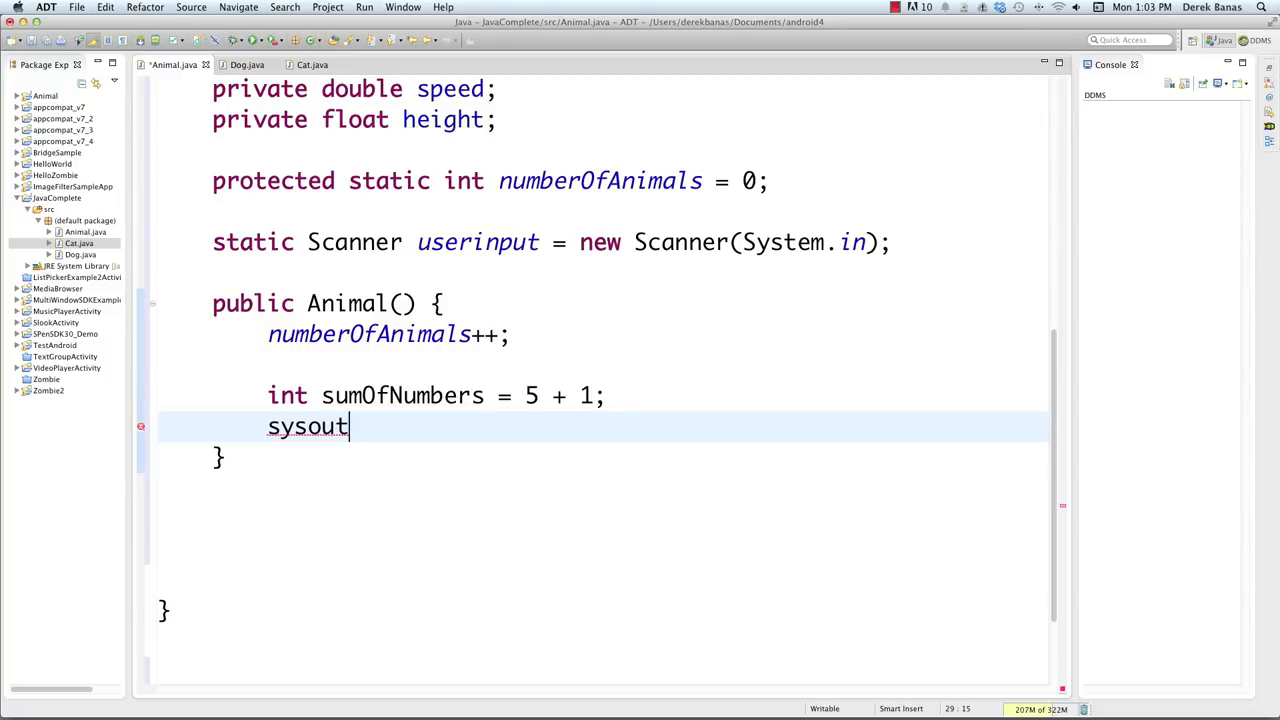 ADT File Edit Refactor Source Navigate Search Project Run Window Help 10 Mon 1:03 PM Derek Banas
Java – JavaComplete/src/Animal.java – ADT – /Users/derekbanas/Documents/android4
Quick Access Java DDMS
Package Exp
*Animal.java Dog.java Cat.java
Console
DDMS
Animal
appcompat_v7
appcompat_v7_2
appcompat_v7_3
appcompat_v7_4
BridgeSample
HelloWorld
HelloZombie
ImageFilterSampleApp
JavaComplete
src
(default package)
Animal.java
Cat.java
Dog.java
JRE System Library [Ja
ListPickerExample2Activi
MediaBrowser
MultiWindowSDKExample
MusicPlayerActivity
SlookActivity
SPenSDK30_Demo
TestAndroid
TextGroupActivity
VideoPlayerActivity
Zombie
Zombie2
private double speed;
private float height;
protected static int numberOfAnimals = 0;
static Scanner userinput = new Scanner(System.in);
public Animal() {
numberOfAnimals++;
int sumOfNumbers = 5 + 1;
sysout
}
}
Writable Smart Insert 29 : 15 207M of 322M